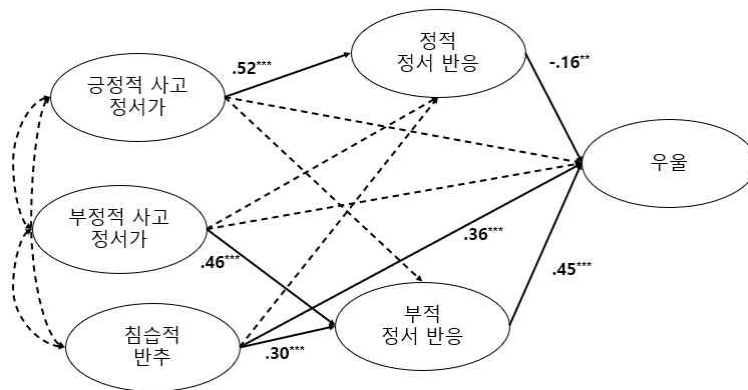 긍정적 사고
정서가
.52***
정적
정서 반응
-.16**
우울
부정적 사고
정서가
.46***
.36***
.45***
침습적
반추
.30***
부적
정서 반응